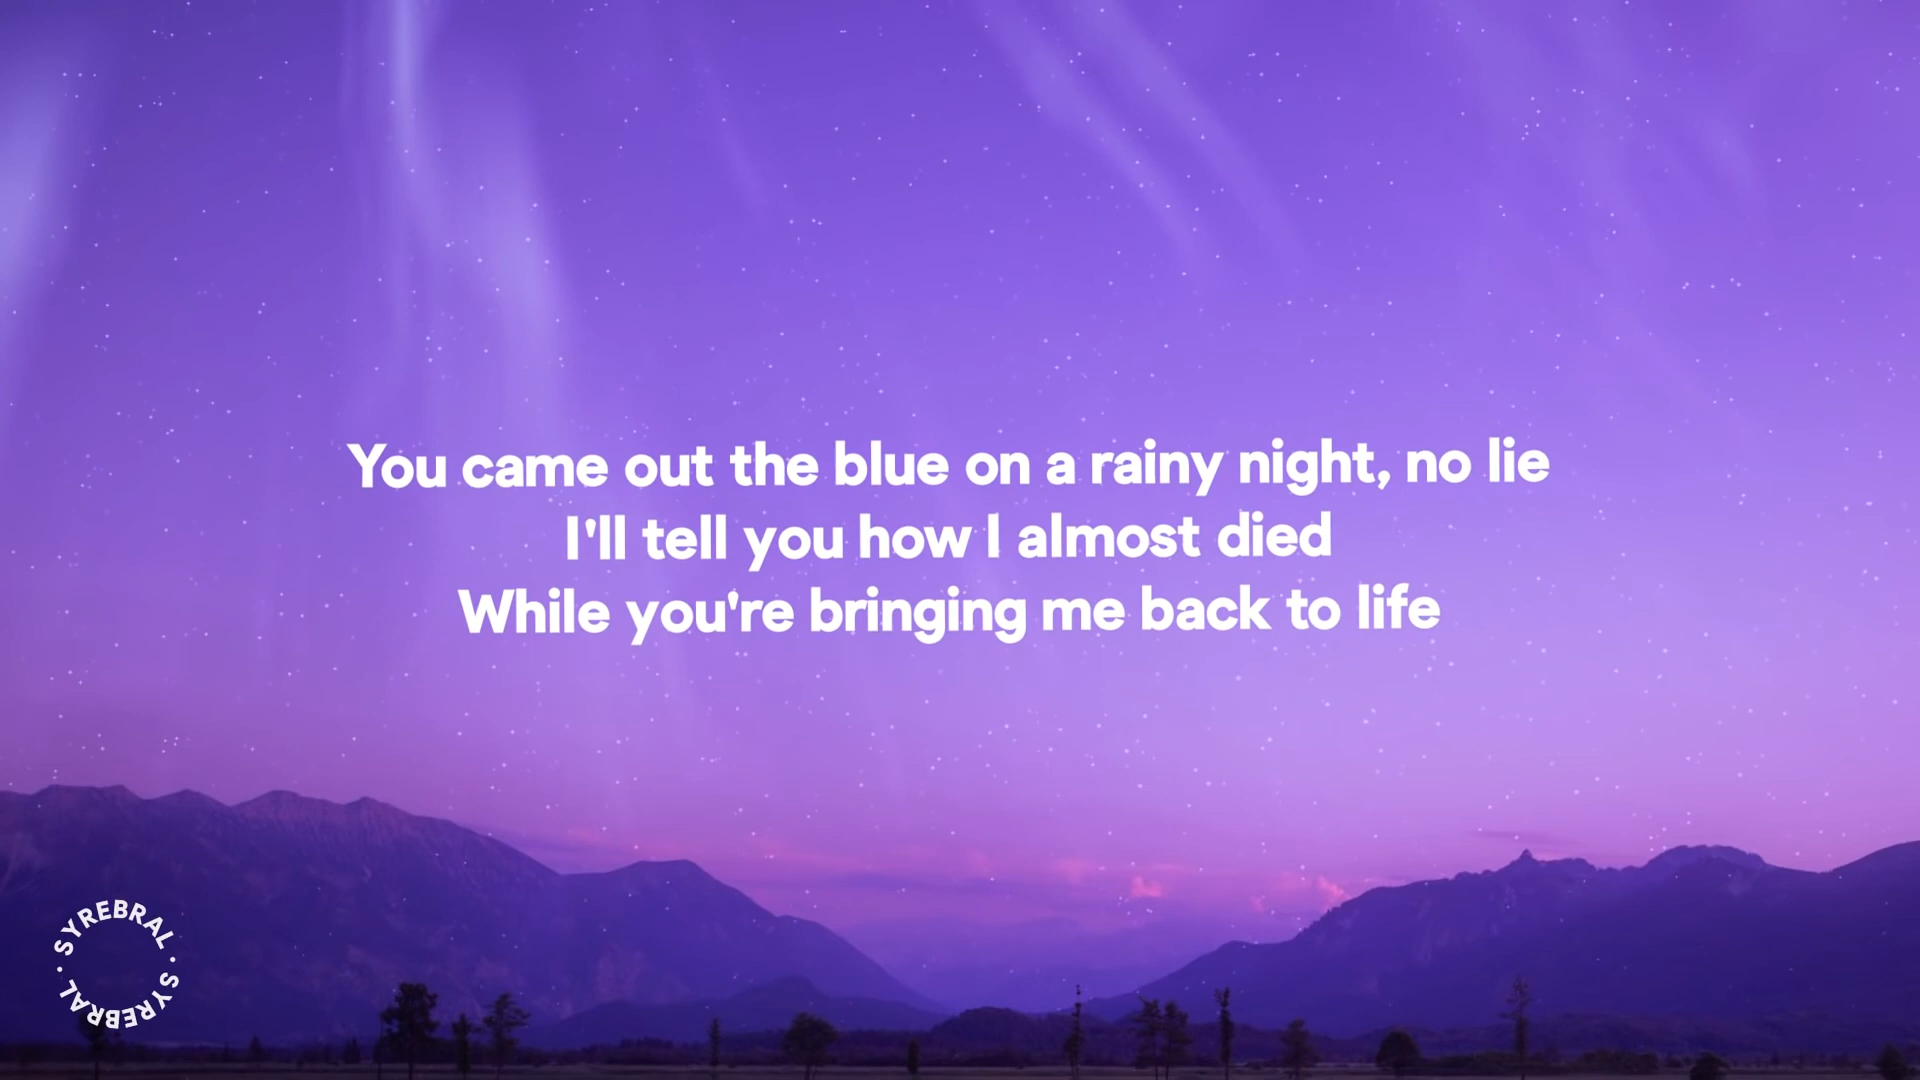 You came out the blue on a rainy night, no lie
I'll tell you how I almost died
While you're bringing me back to life
SYREBRAL · SYREBRAL ·